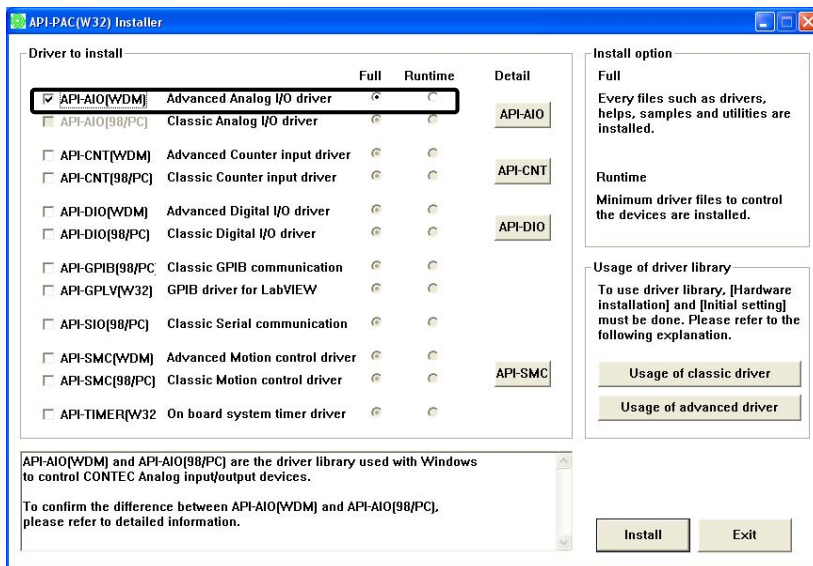 API-PAC(W32) Installer
Driver to install
Full Runtime Detail
API-AIO(WDM) Advanced Analog I/O driver
API-AIO(98/PC) Classic Analog I/O driver
API-AIO
API-CNT(WDM) Advanced Counter input driver
API-CNT(98/PC) Classic Counter input driver
API-CNT
API-DIO(WDM) Advanced Digital I/O driver
API-DIO(98/PC) Classic Digital I/O driver
API-DIO
API-GPIB(98/PC Classic GPIB communication
API-GPLV(W32) GPIB driver for LabVIEW
API-SIO(98/PC) Classic Serial communication
API-SMC(WDM) Advanced Motion control driver
API-SMC(98/PC) Classic Motion control driver
API-SMC
API-TIMER(W32 On board system timer driver
Install option
Full
Every files such as drivers,
helps, samples and utilities are
installed.
Runtime
Minimum driver files to control
the devices are installed.
Usage of driver library
To use driver library, [Hardware
installation] and [Initial setting]
must be done. Please refer to the
following explanation.
Usage of classic driver
Usage of advanced driver
API-AIO(WDM) and API-AIO(98/PC) are the driver library used with Windows
to control CONTEC Analog input/output devices.
To confirm the difference between API-AIO(WDM) and API-AIO(98/PC),
please refer to detailed information.
Install Exit